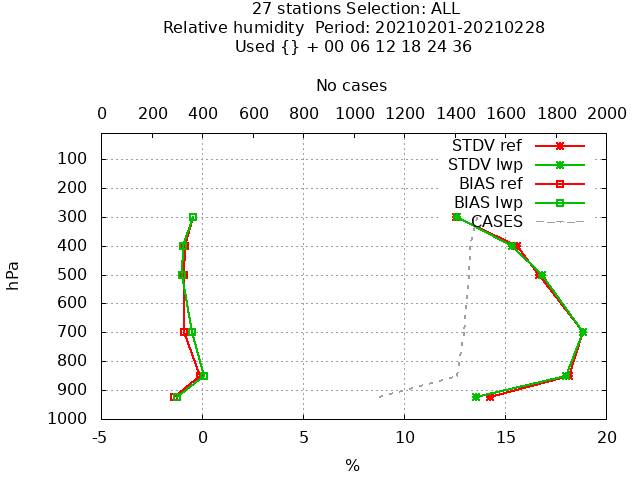 27 stations Selection: ALL
Relative humidity  Period: 20210201-20210228
Used {} + 00 06 12 18 24 36
No cases
0 200 400 600 800 1000 1200 1400 1600 1800 2000
STDV ref
STDV lwp
BIAS ref
BIAS lwp
CASES
100
200
300
400
500
600
700
800
900
1000
hPa
-5 0 5 10 15 20
%